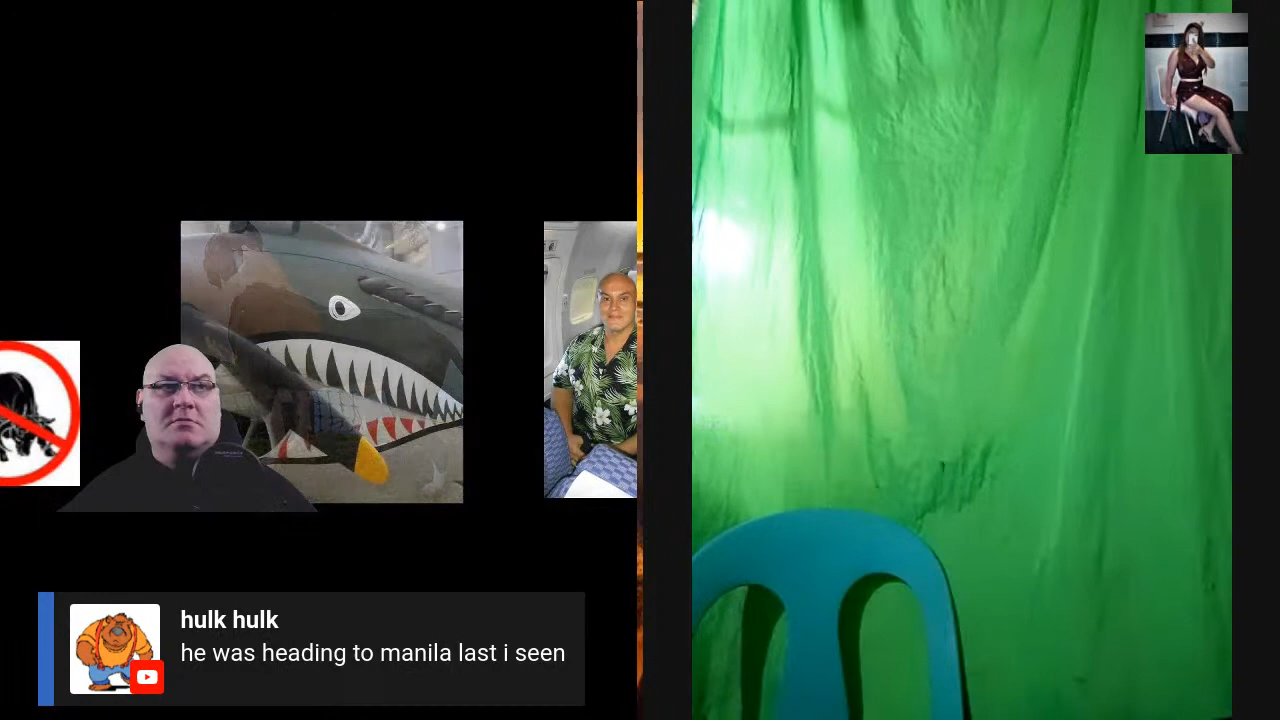 hulk hulk
he was heading to manila last i seen